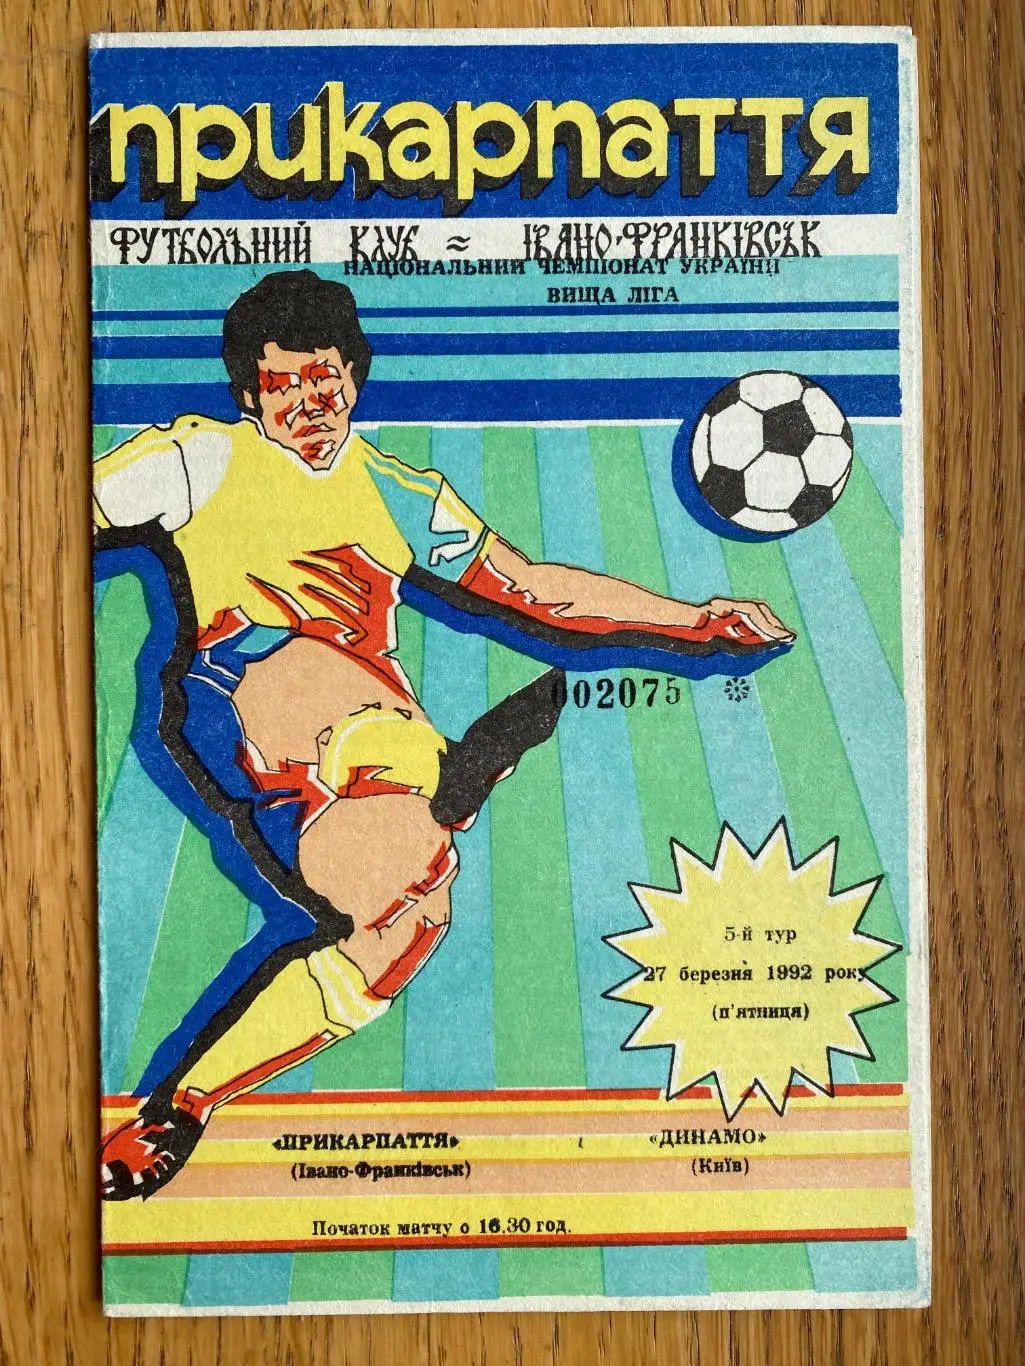 прикарпаття
ФУТБОЛЬНИЙ КЛУБ ≈ ІВАНО-ФРАНКІВСЬК
НАЦІОНАЛЬНИЙ ЧЕМПІОНАТ УКРАЇНИ
ВИЩА ЛІГА
002075
5-й тур
27 березня 1992 року
(п'ятниця)
«ПРИКАРПАТТЯ» «ДИНАМО»
(Івано-Франківськ) (Київ)
Початок матчу о 16.30 год.